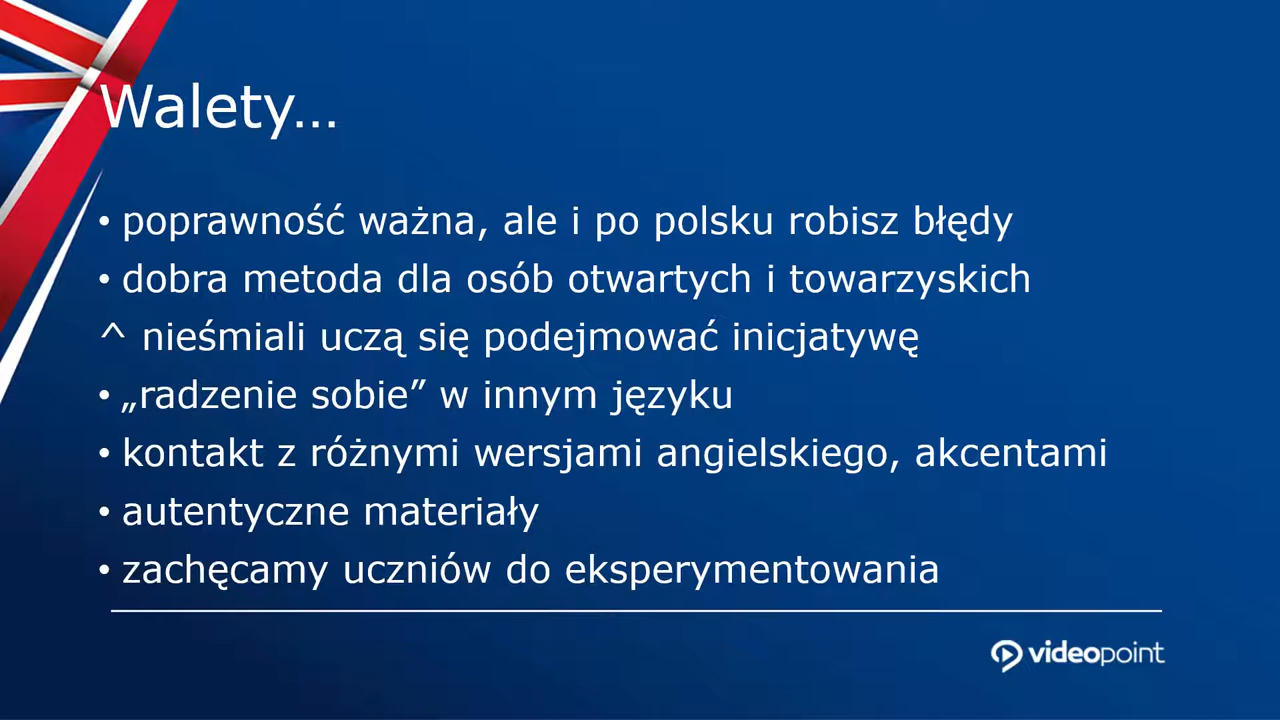 Walety…
• poprawność ważna, ale i po polsku robisz błędy
• dobra metoda dla osób otwartych i towarzyskich
^ nieśmiali uczą się podejmować inicjatywę
• „radzenie sobie” w innym języku
• kontakt z różnymi wersjami angielskiego, akcentami
• autentyczne materiały
• zachęcamy uczniów do eksperymentowania
videopoint